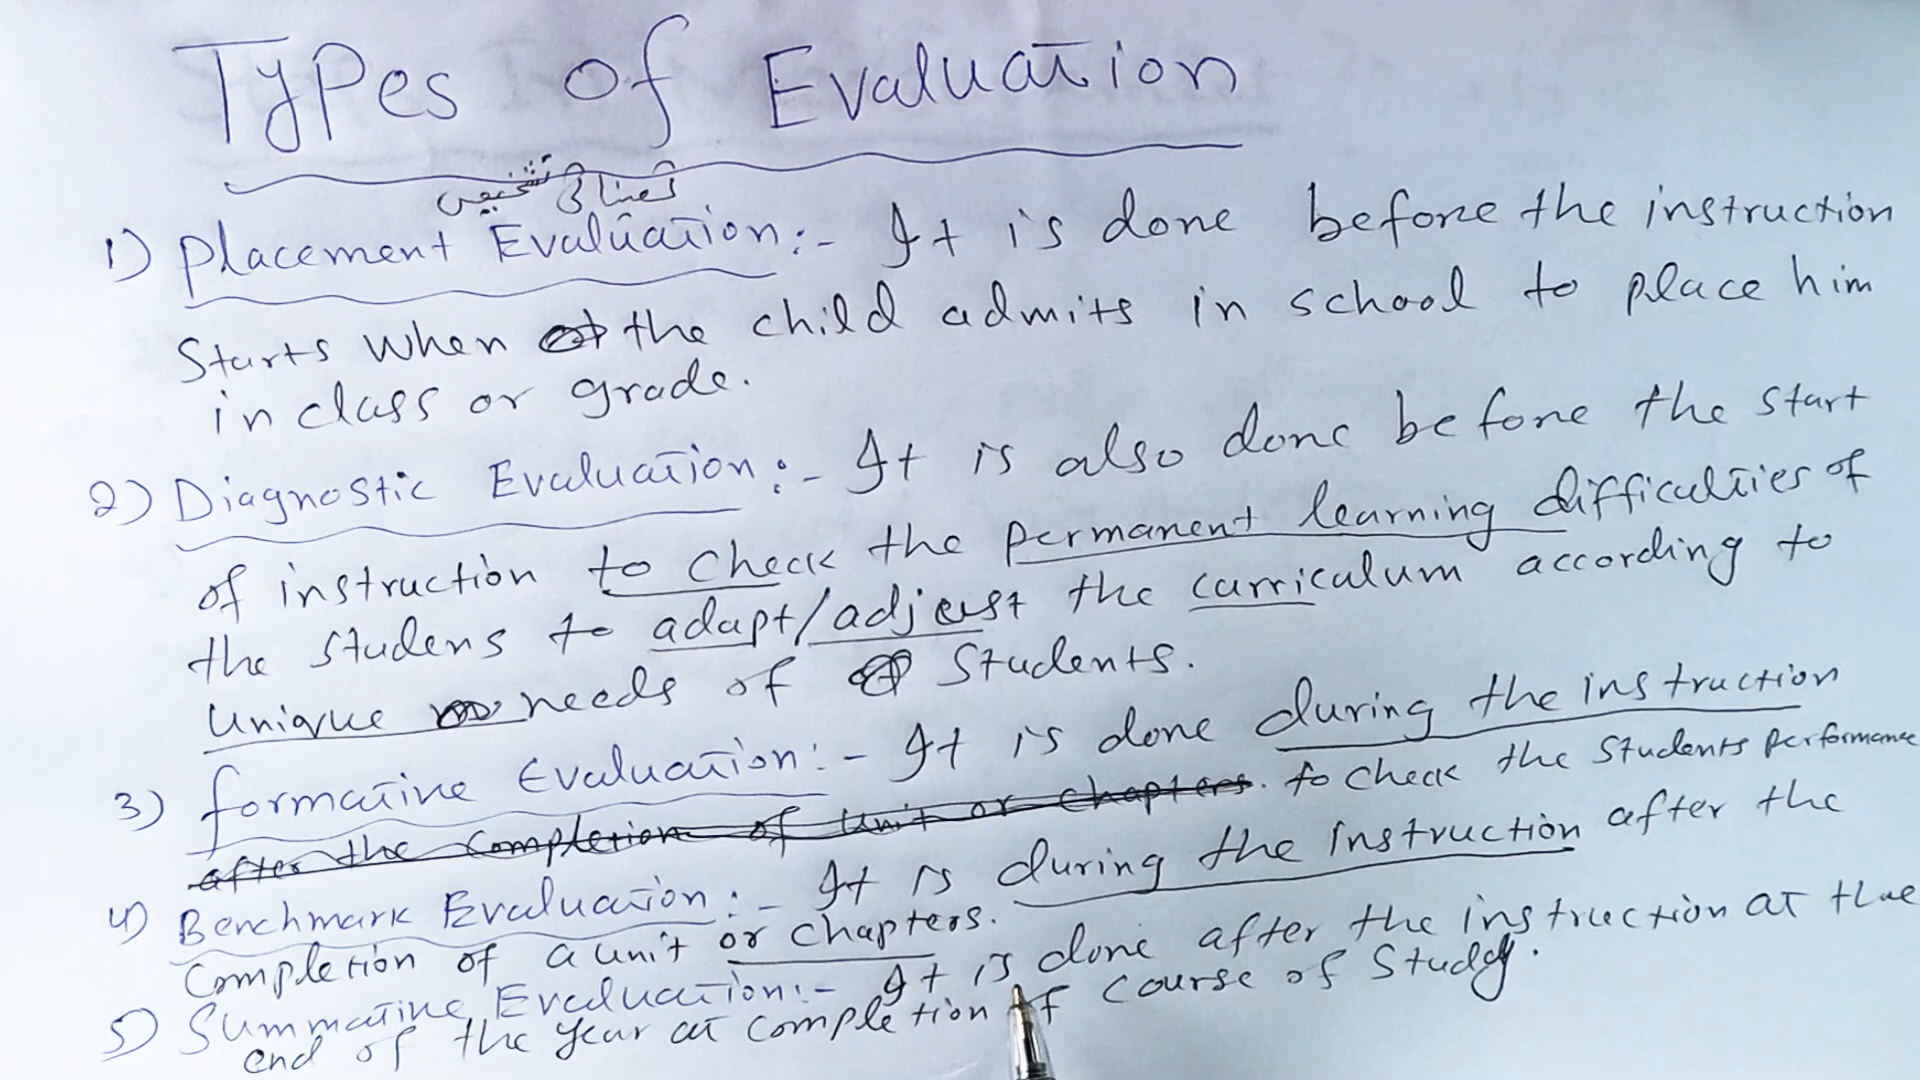 Types of Evaluation
1) Placement Evaluation:- It is done before the instruction
Starts when the child admits in school to place him
in class or grade.
2) Diagnostic Evaluation:- It is also done before the start
of instruction to check the permanent learning difficulties of
the studens to adapt/adjust the curriculum according to
unique needs of students.
3) formative Evaluation:- It is done during the instruction
after the completion of unit or chapters. to check the students performance
4) Benchmark Evaluation:- It is during the instruction after the
completion of a unit or chapters.
5) Summative Evaluation:- It is done after the instruction at the
end of the year at completion of course of study.